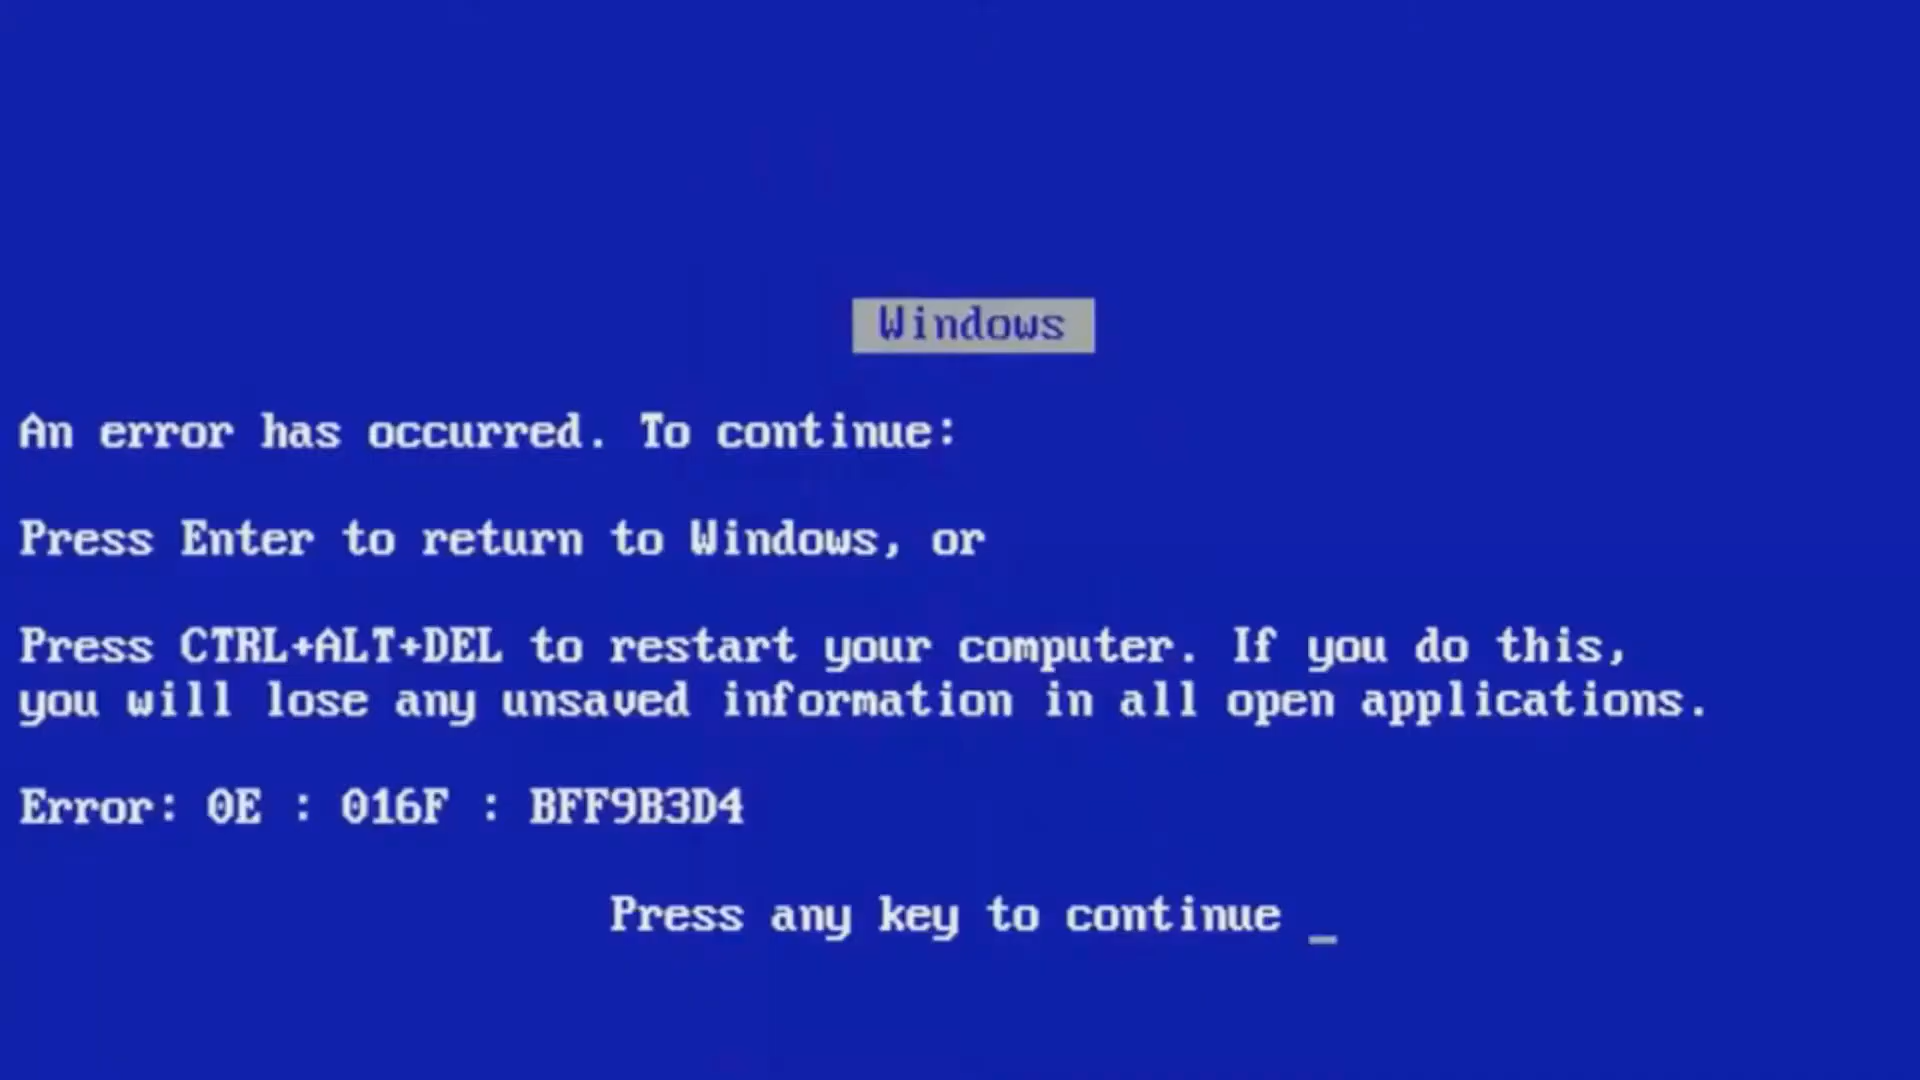 Windows
An error has occurred. To continue:
Press Enter to return to Windows, or
Press CTRL+ALT+DEL to restart your computer. If you do this,
you will lose any unsaved information in all open applications.
Error: 0E : 016F : BFF9B3D4
Press any key to continue _